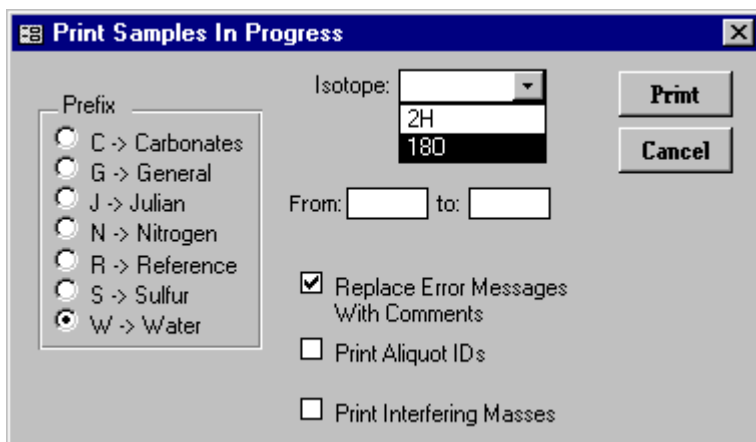 Print Samples In Progress
Isotope:
2H
18O
Print
Cancel
Prefix
C -> Carbonates
G -> General
J -> Julian
N -> Nitrogen
R -> Reference
S -> Sulfur
W -> Water
From: to:
Replace Error Messages
With Comments
Print Aliquot IDs
Print Interfering Masses